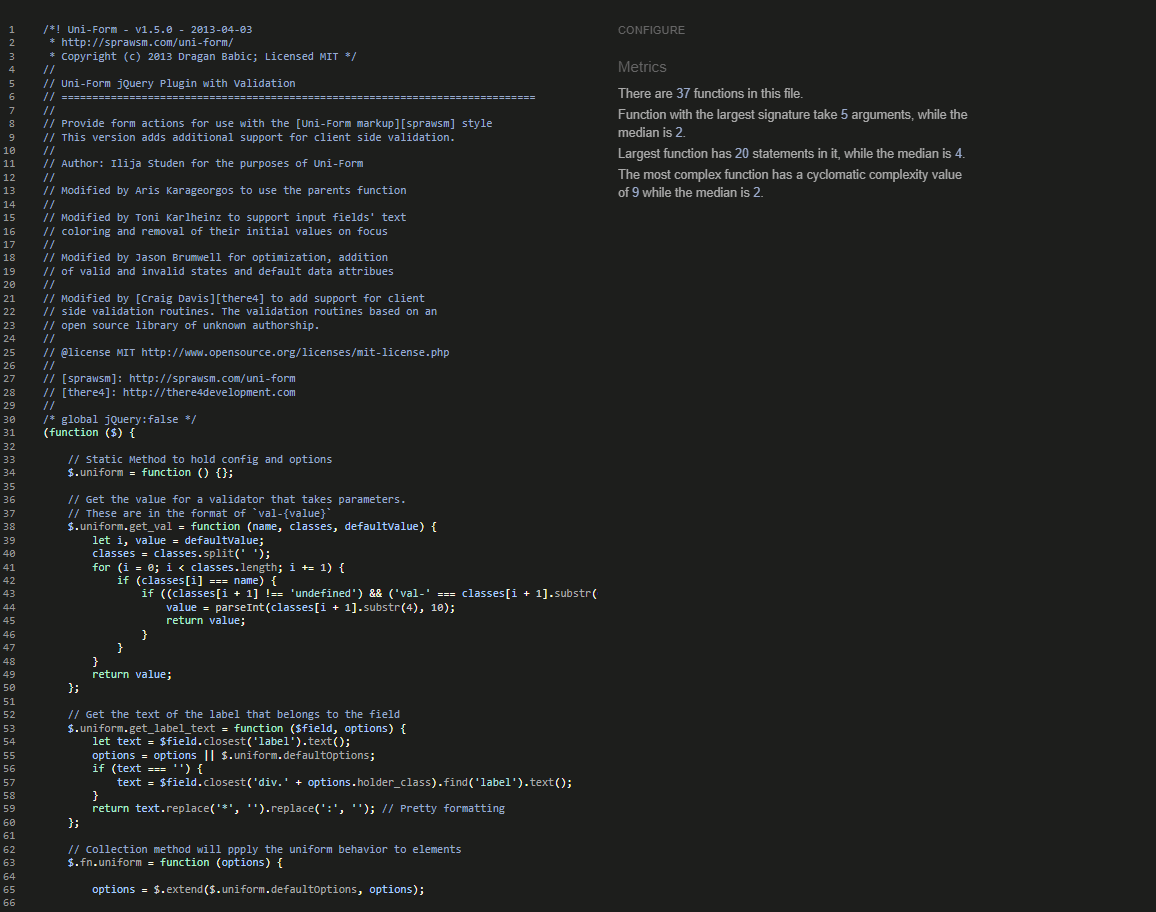 1 /*! Uni-Form - v1.5.0 - 2013-04-03
2  * http://sprawsm.com/uni-form/
3  * Copyright (c) 2013 Dragan Babic; Licensed MIT */
4 //
5 // Uni-Form jQuery Plugin with Validation
6 // =============================================================================
7 //
8 // Provide form actions for use with the [Uni-Form markup][sprawsm] style
9 // This version adds additional support for client side validation.
10 //
11 // Author: Ilija Studen for the purposes of Uni-Form
12 //
13 // Modified by Aris Karageorgos to use the parents function
14 //
15 // Modified by Toni Karlheinz to support input fields' text
16 // coloring and removal of their initial values on focus
17 //
18 // Modified by Jason Brumwell for optimization, addition
19 // of valid and invalid states and default data attribues
20 //
21 // Modified by [Craig Davis][there4] to add support for client
22 // side validation routines. The validation routines based on an
23 // open source library of unknown authorship.
24 //
25 // @license MIT http://www.opensource.org/licenses/mit-license.php
26 //
27 // [sprawsm]: http://sprawsm.com/uni-form
28 // [there4]: http://there4development.com
29 //
30 /* global jQuery:false */
31 (function ($) {
32
33     // Static Method to hold config and options
34     $.uniform = function () {};
35
36     // Get the value for a validator that takes parameters.
37     // These are in the format of `val-{value}`
38     $.uniform.get_val = function (name, classes, defaultValue) {
39         let i, value = defaultValue;
40         classes = classes.split(' ');
41         for (i = 0; i < classes.length; i += 1) {
42             if (classes[i] === name) {
43                 if ((classes[i + 1] !== 'undefined') && ('val-' === classes[i + 1].substr(
44                     value = parseInt(classes[i + 1].substr(4), 10);
45                     return value;
46                 }
47             }
48         }
49         return value;
50     };
51
52     // Get the text of the label that belongs to the field
53     $.uniform.get_label_text = function ($field, options) {
54         let text = $field.closest('label').text();
55         options = options || $.uniform.defaultOptions;
56         if (text === '') {
57             text = $field.closest('div.' + options.holder_class).find('label').text();
58         }
59         return text.replace('*', '').replace(':', ''); // Pretty formatting
60     };
61
62     // Collection method will ppply the uniform behavior to elements
63     $.fn.uniform = function (options) {
64
65         options = $.extend($.uniform.defaultOptions, options);
66
CONFIGURE
Metrics
There are 37 functions in this file.
Function with the largest signature take 5 arguments, while the
median is 2.
Largest function has 20 statements in it, while the median is 4.
The most complex function has a cyclomatic complexity value
of 9 while the median is 2.